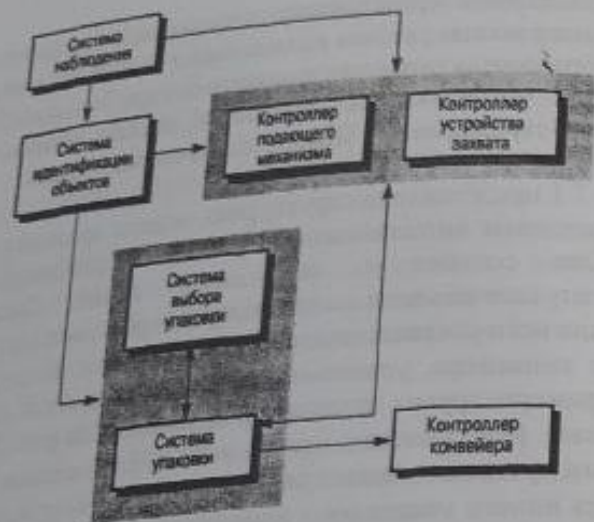 Система
наблюдения
Система
идентификации
объектов
Контроллер
подающего
механизма
Контроллер
устройства
захвата
Система
выбора
упаковки
Система
упаковки
Контроллер
конвейера